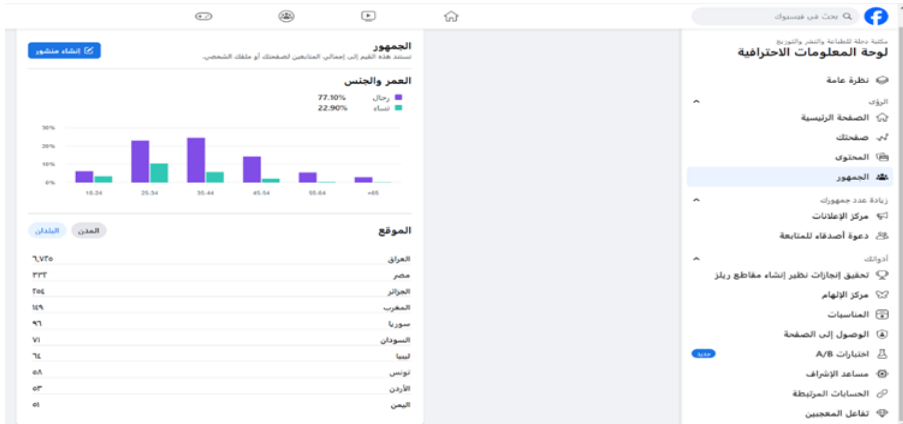 بحث في فيسبوك
مكتبة دجلة للطباعة والنشر والتوزيع
لوحة المعلومات الاحترافية
نظرة عامة
الرؤى
الصفحة الرئيسية
صفحتك
المحتوى
الجمهور
زيادة عدد جمهورك
مركز الإعلانات
دعوة أصدقاء للمتابعة
أدواتك
تحقيق إنجازات نظير إنشاء مقاطع ريلز
مركز الإلهام
المناسبات
الوصول إلى الصفحة
اختبارات A/B جديد
مساعد الإشراف
الحسابات المرتبطة
تفاعل المعجبين
الجمهور
إنشاء منشور
تستند هذه القيم إلى إجمالي المتابعين لصفحتك أو ملفك الشخصي.
العمر والجنس
رجال 77.10%
نساء 22.90%
30%
20%
10%
0%
18-24 25-34 35-44 45-54 55-64 +65
الموقع المدن البلدان
العراق ٦,٧٢٥
مصر ٣٣٣
الجزائر ٢٥٤
المغرب ١٤٩
سوريا ٩٦
السودان ٧١
ليبيا ٦٤
تونس ٥٨
الأردن ٥٣
اليمن ٥١